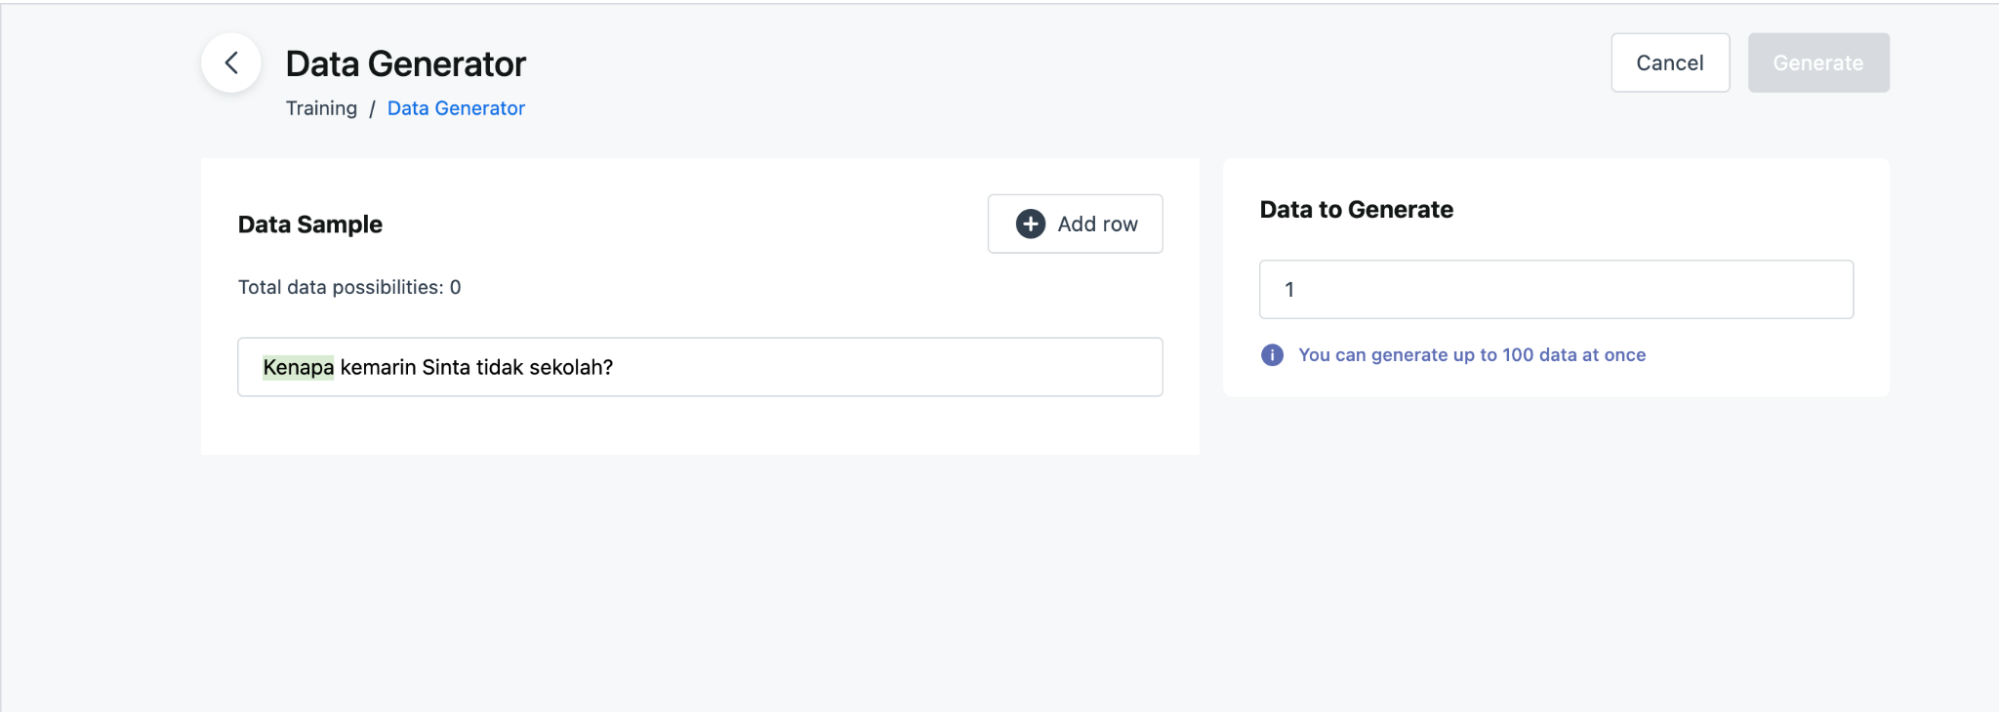 Data Generator
Training / Data Generator
Cancel
Generate
Data Sample
Add row
Total data possibilities: 0
Kenapa kemarin Sinta tidak sekolah?
Data to Generate
1
You can generate up to 100 data at once